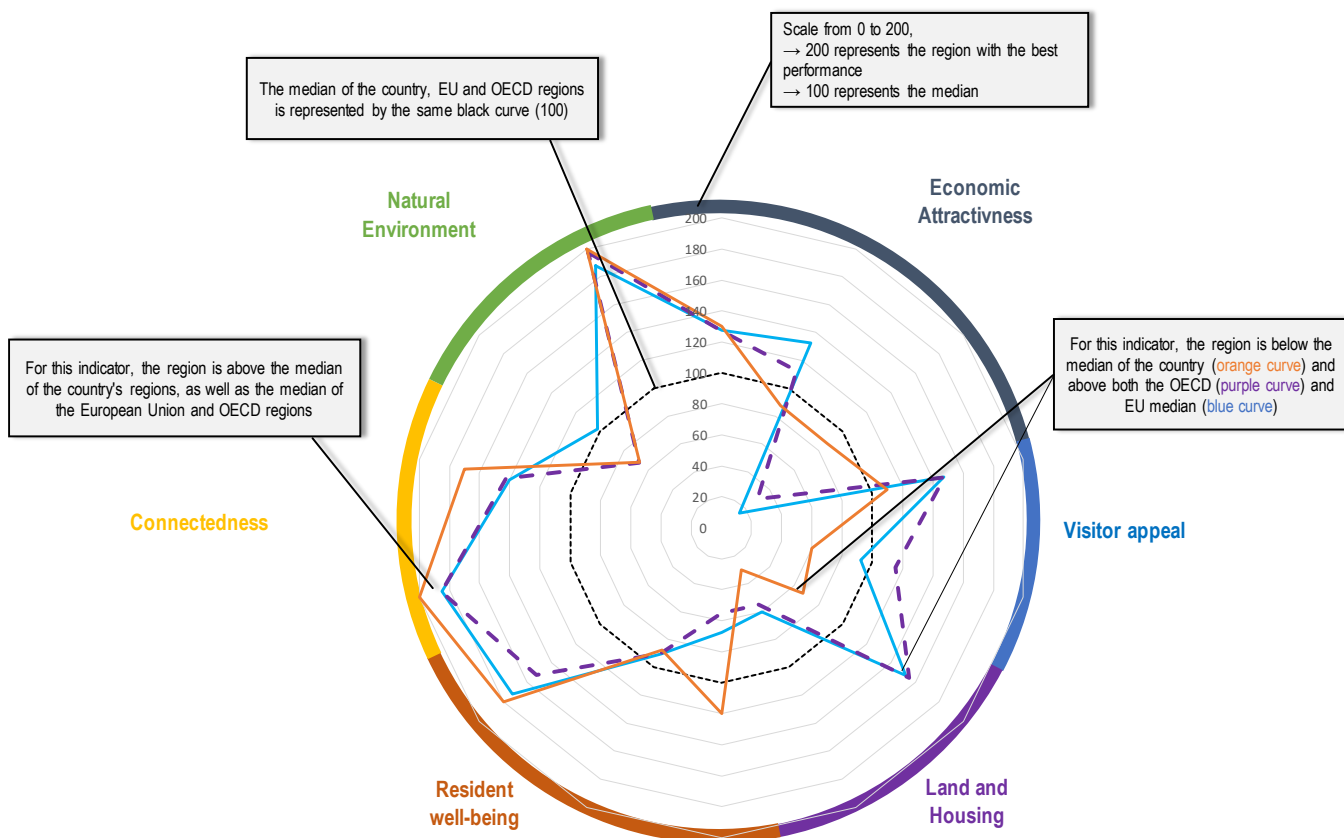 Scale from 0 to 200,
→ 200 represents the region with the best
performance
→ 100 represents the median
The median of the country, EU and OECD regions
is represented by the same black curve (100)
Natural
Environment
Economic
Attractivness
200
180
160
140
120
100
80
60
40
20
0
For this indicator, the region is above the median
of the country's regions, as well as the median of
the European Union and OECD regions
For this indicator, the region is below the
median of the country (orange curve) and
above both the OECD (purple curve) and
EU median (blue curve)
Connectedness
Visitor appeal
Resident
well-being
Land and
Housing